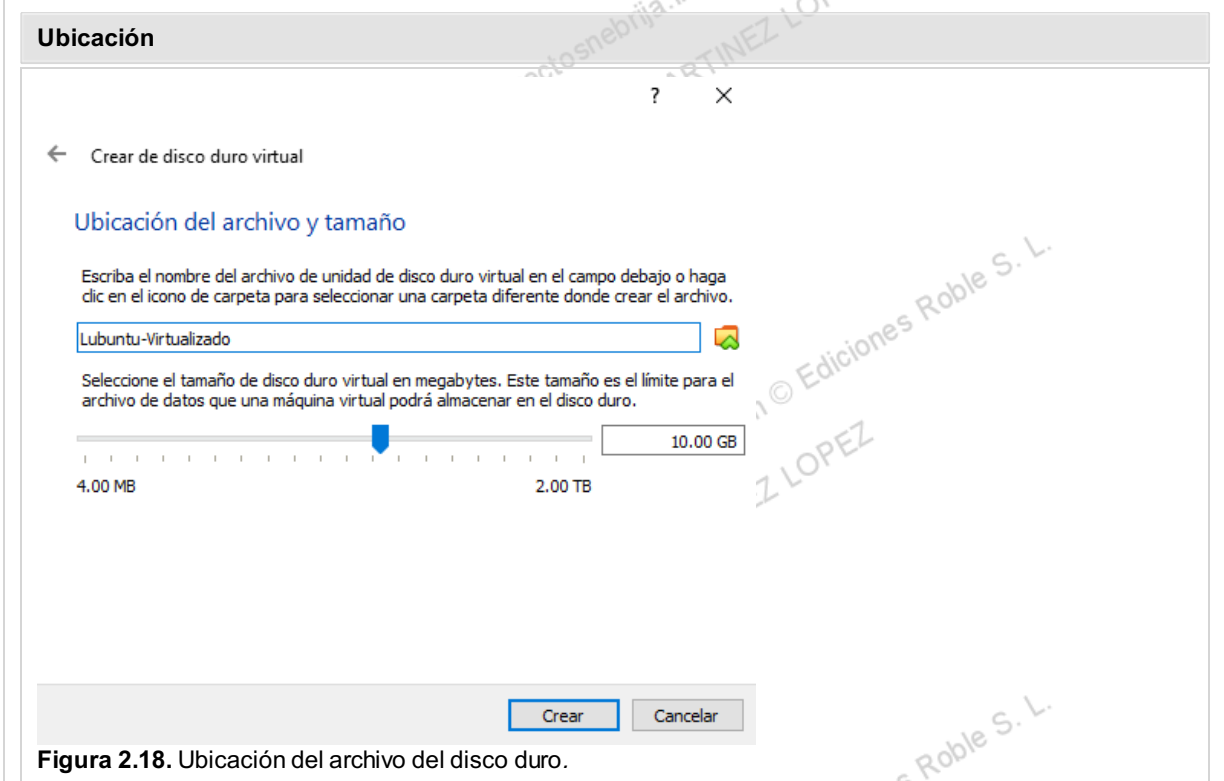 ctosnebrija.
ARTINEZ LOP
Ubicación
?
Crear de disco duro virtual
Ubicación del archivo y tamaño
Escriba el nombre del archivo de unidad de disco duro virtual en el campo debajo o haga
clic en el icono de carpeta para seleccionar una carpeta diferente donde crear el archivo.
Lubuntu-Virtualizado
Seleccione el tamaño de disco duro virtual en megabytes. Este tamaño es el límite para el
archivo de datos que una máquina virtual podrá almacenar en el disco duro.
10.00 GB
4.00 MB 2.00 TB
© Ediciones Roble S. L.
Z LOPEZ
Crear Cancelar
s Roble S. L.
Figura 2.18. Ubicación del archivo del disco duro.